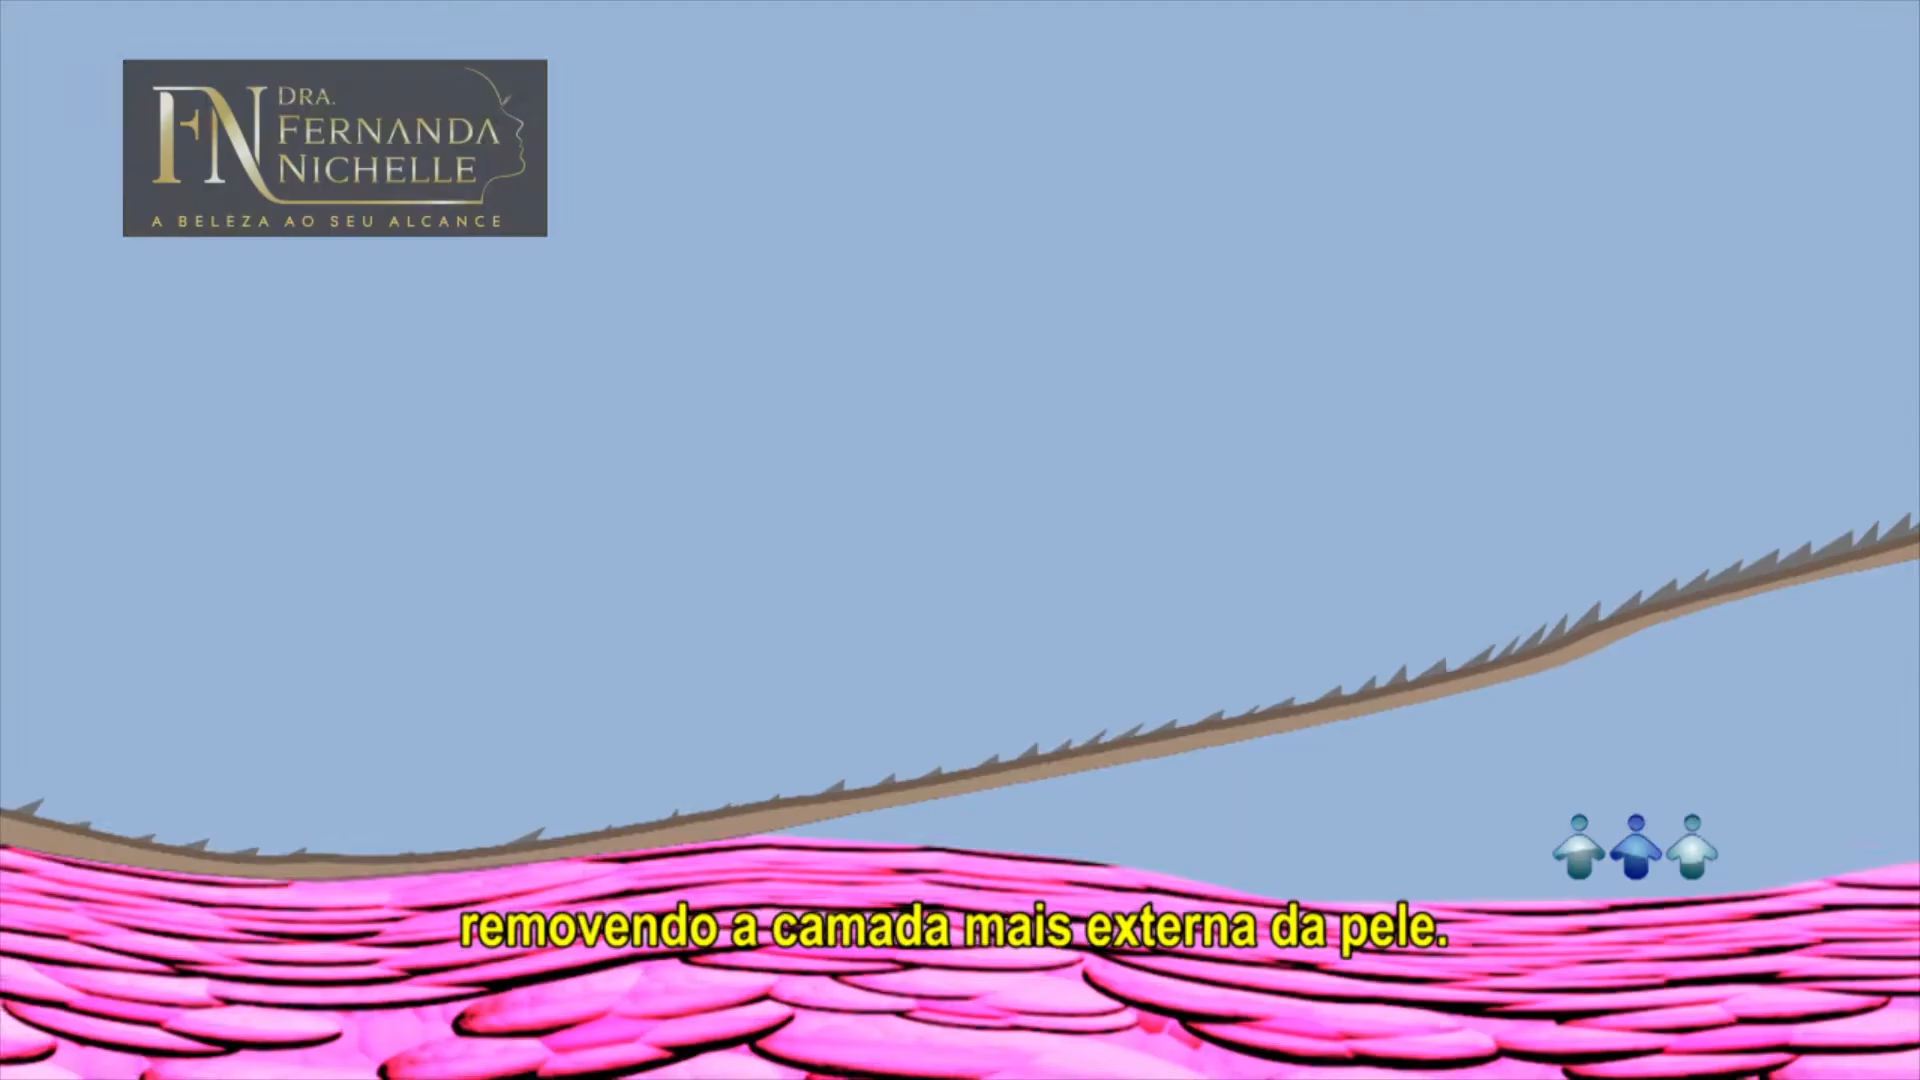 FN
DRA.
FERNANDA
NICHELLE
A BELEZA AO SEU ALCANCE
removendo a camada mais externa da pele.